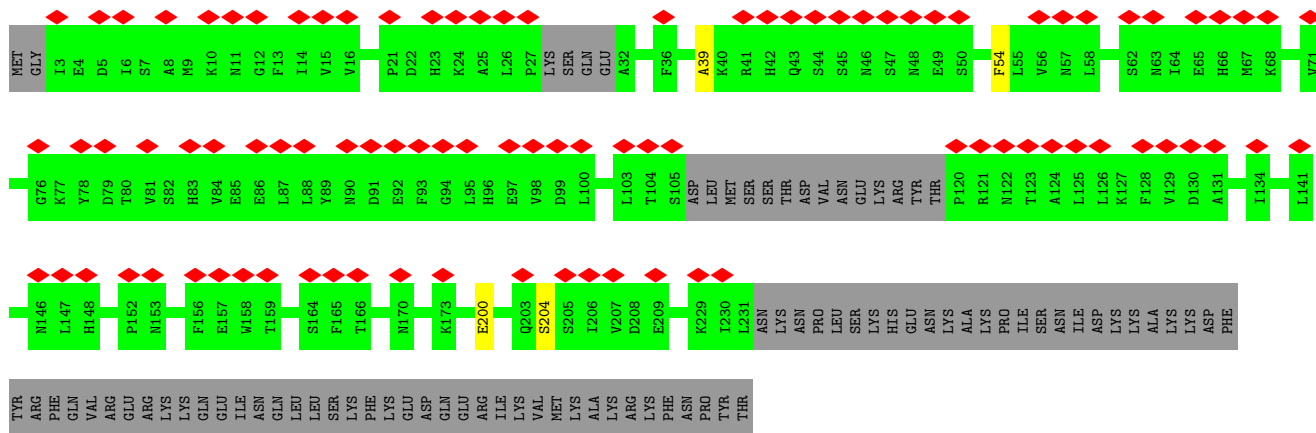 MET GLY I3 E4 D5 I6 S7 A8 M9 K10 N11 G12 F13 I14 V15 V16 P21 D22 H23 K24 A25 L26 P27 LYS SER GLN GLU A32 F36 A39 K40 R41 H42 Q43 S44 S45 N46 S47 N48 E49 S50 F54 L55 V56 N57 L58 S62 N63 I64 E65 H66 M67 K68 V71
G76 K77 Y78 D79 T80 V81 S82 H83 V84 E85 E86 L87 L88 Y89 N90 D91 E92 F93 G94 L95 H96 E97 V98 D99 L100 L103 T104 S105 ASP LEU MET SER SER THR ASP VAL ASN GLU LYS ARG TYR THR P120 R121 N122 T123 A124 L125 L126 K127 F128 V129 D130 A131 I134 L141
N146 L147 H148 P152 N153 F156 E157 W158 T159 S164 F165 T166 N170 K173 E200 Q203 S204 S205 I206 V207 D208 E209 K229 I230 L231 ASN LYS ASN PRO LEU SER LYS HIS GLU ASN LYS ALA LYS PRO ILE SER ASN ILE ASP LYS LYS ALA LYS LYS ASP PHE
TYR ARG PHE GLN VAL ARG GLU ARG LYS LYS GLN GLU ILE ASN GLN LEU LEU SER LYS PHE LYS GLU ASP GLN GLU ARG ILE LYS VAL MET LYS ALA LYS ARG LYS PHE ASN PRO TYR THR